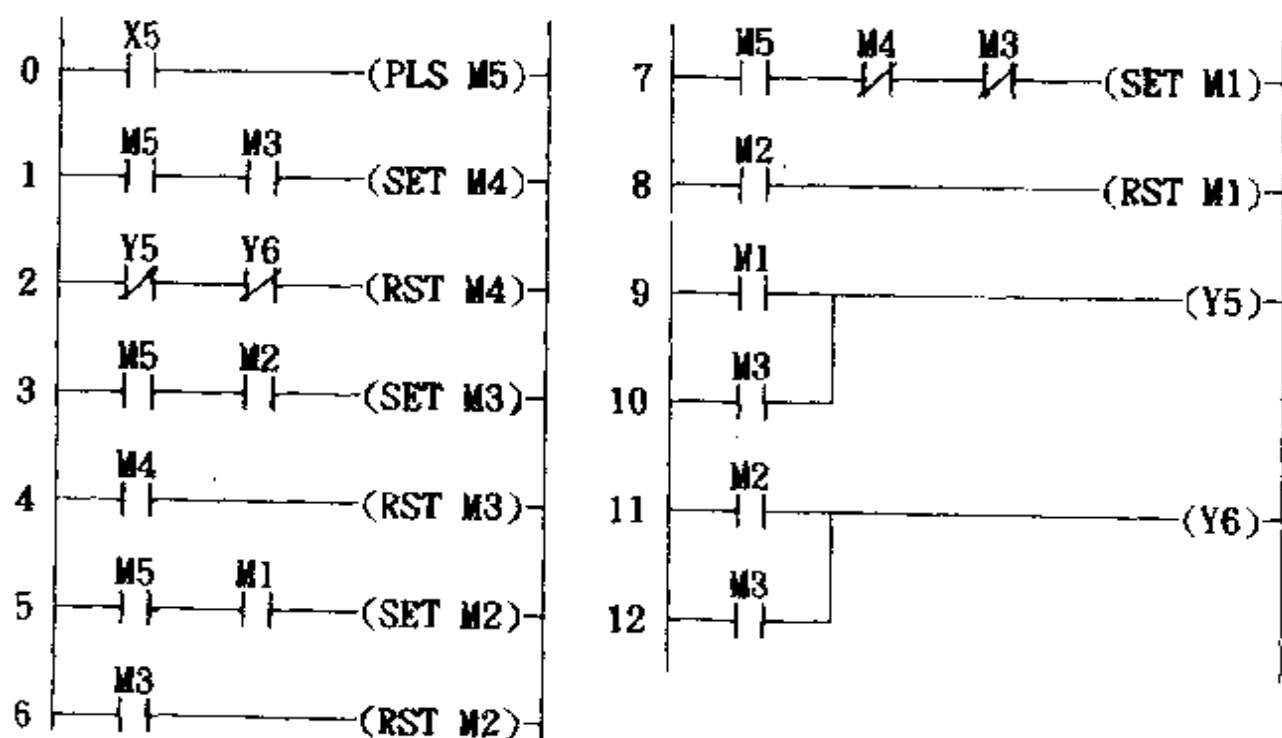 X5
0 (PLS M5)
M5 M3
1 (SET M4)
Y5 Y6
2 (RST M4)
M5 M2
3 (SET M3)
M4
4 (RST M3)
M5 M1
5 (SET M2)
M3
6 (RST M2)
M5 M4 M3
7 (SET M1)
M2
8 (RST M1)
M1
9 (Y5)
M3
10
M2
11 (Y6)
M3
12